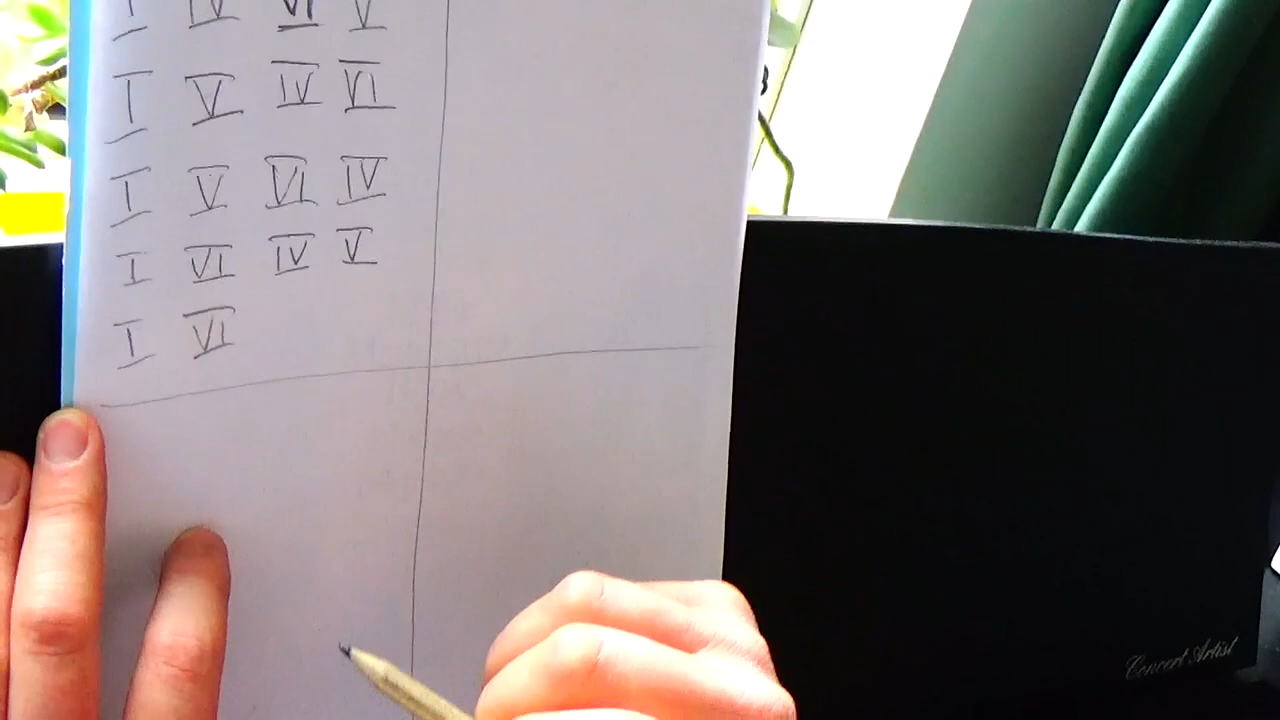 I IV VI V
I V IV VI
I V VI IV
I VI IV V
I VI
Concert Artist